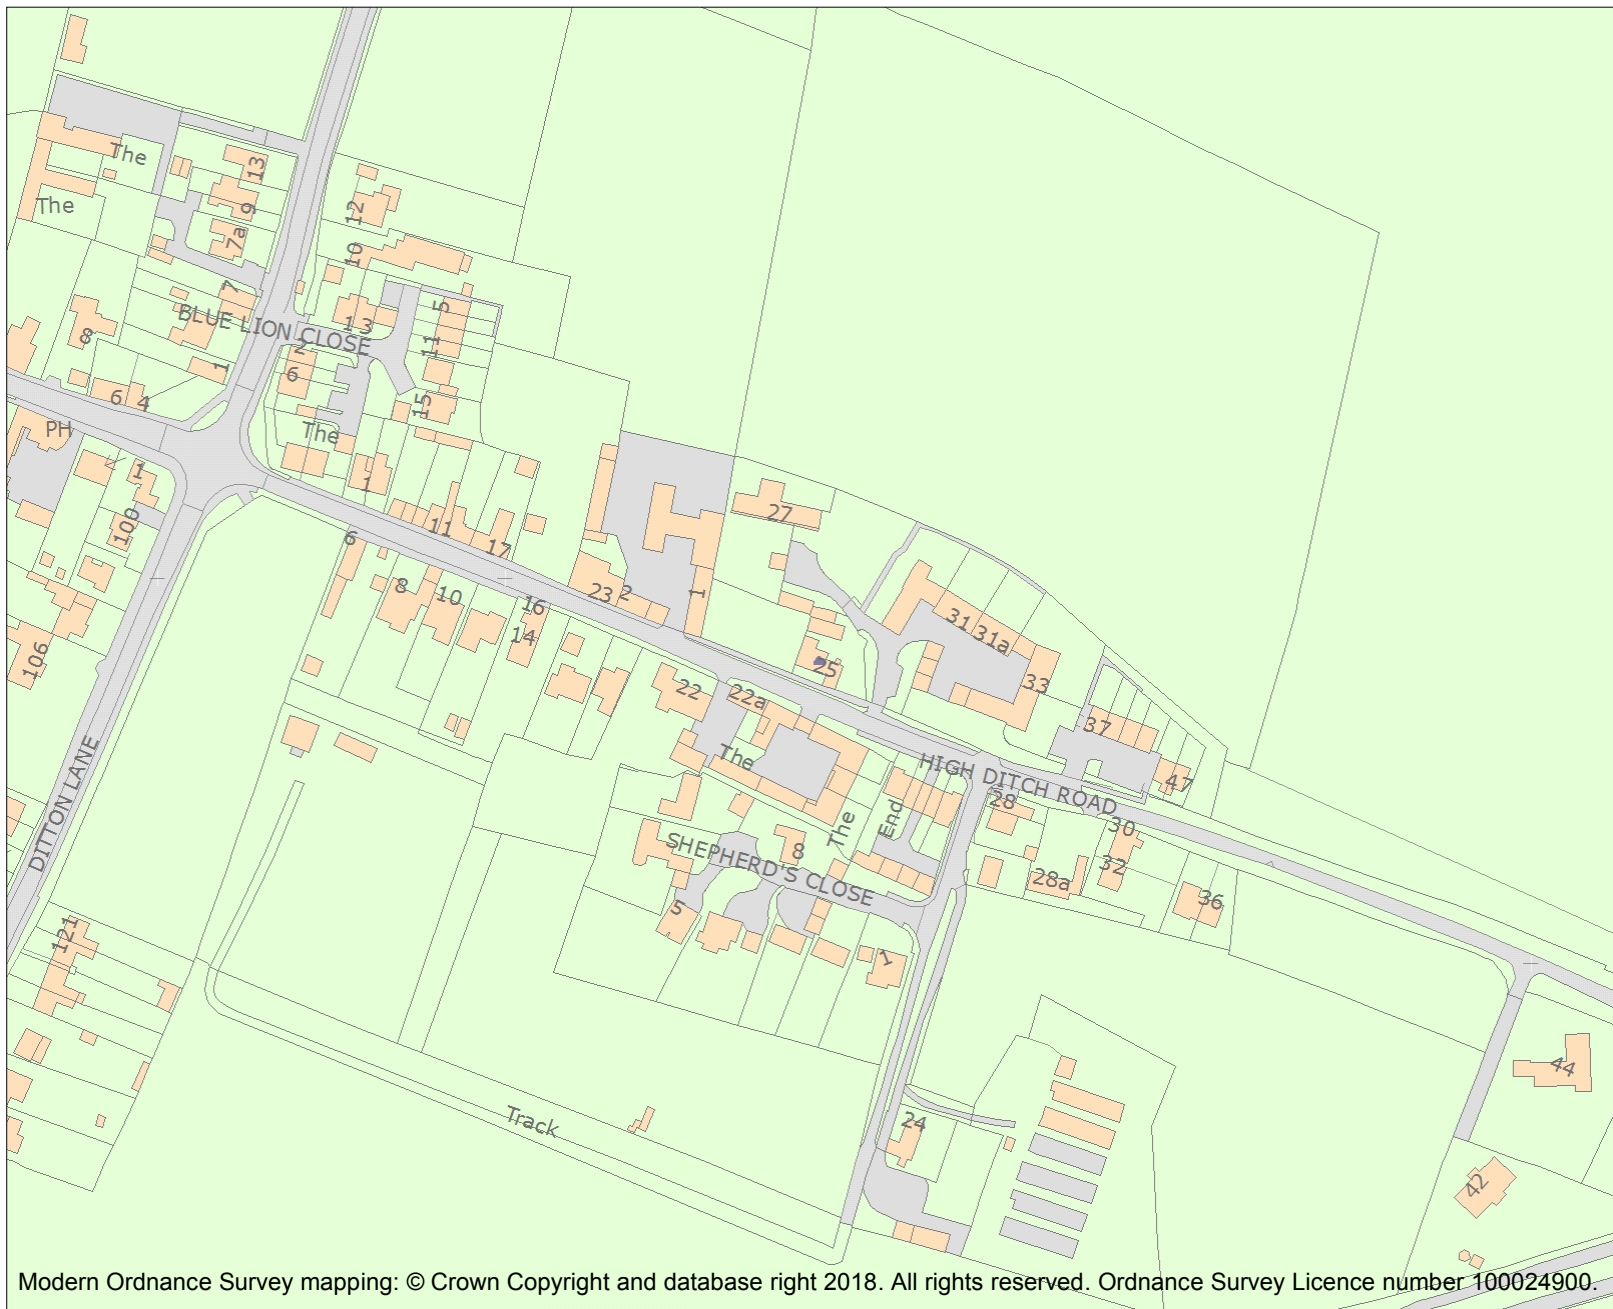 The
13
The
9
7a
12
10
7
8
BLUE LION CLOSE
1
3
5
11
2
6
1
6
4
15
PH
The
1
1
100
11
17
6
27
8
10
16
14
23
2
1
31
31a
25
33
106
22
22a
37
The
HIGH DITCH ROAD
47
28
DITTON LANE
The
End
30
SHEPHERD'S CLOSE
8
32
28a
36
5
121
1
44
Track
24
42
Modern Ordnance Survey mapping: © Crown Copyright and database right 2018. All rights reserved. Ordnance Survey Licence number 100024900.